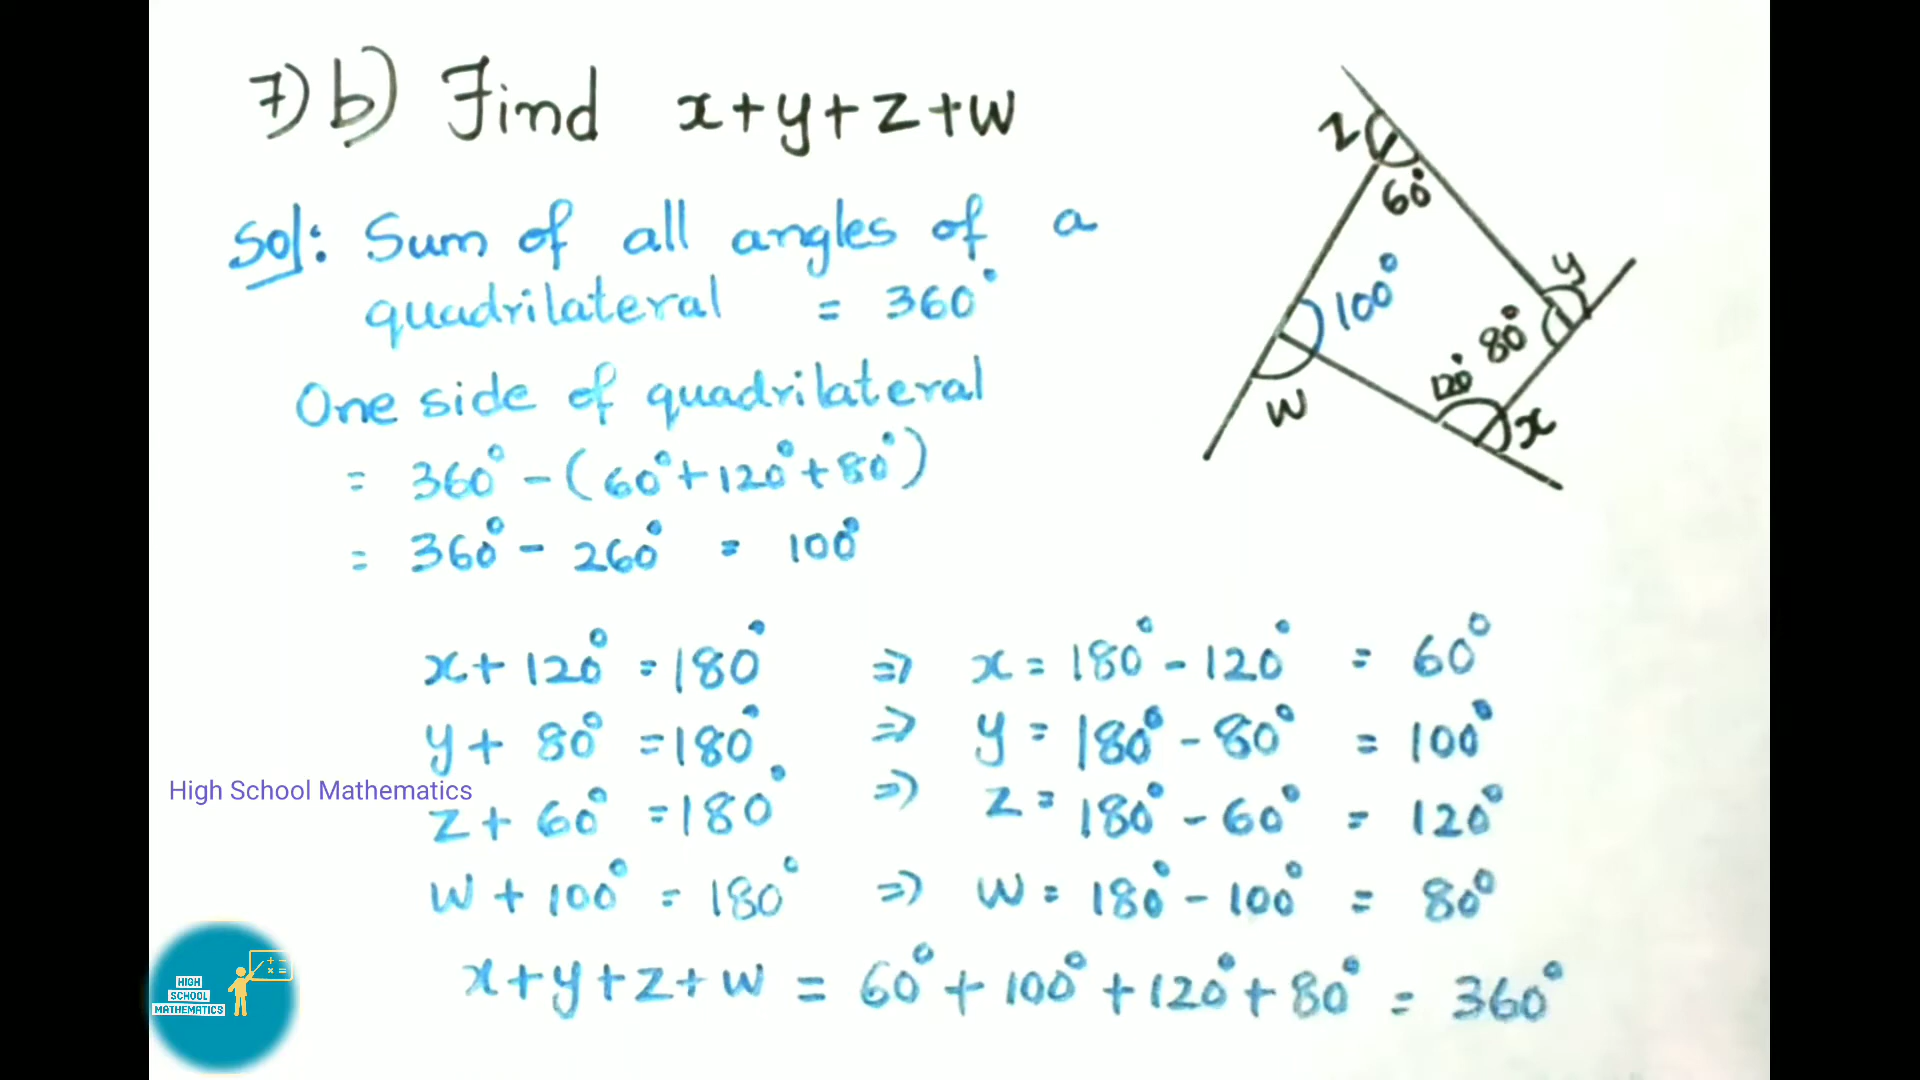 7) b) Find x+y+z+w
Sol: Sum of all angles of a
quadrilateral = 360°
One side of quadrilateral
= 360° - (60° + 120° + 80°)
= 360° - 260° = 100°
x + 120° = 180° ⇒ x = 180° - 120° = 60°
y + 80° = 180° ⇒ y = 180° - 80° = 100°
z + 60° = 180° ⇒ z = 180° - 60° = 120°
w + 100° = 180° ⇒ w = 180° - 100° = 80°
x + y + z + w = 60° + 100° + 120° + 80° = 360°
z
60°
y
100°
80°
120°
w
x
High School Mathematics
HIGH
SCHOOL
MATHEMATICS
+ -
× =